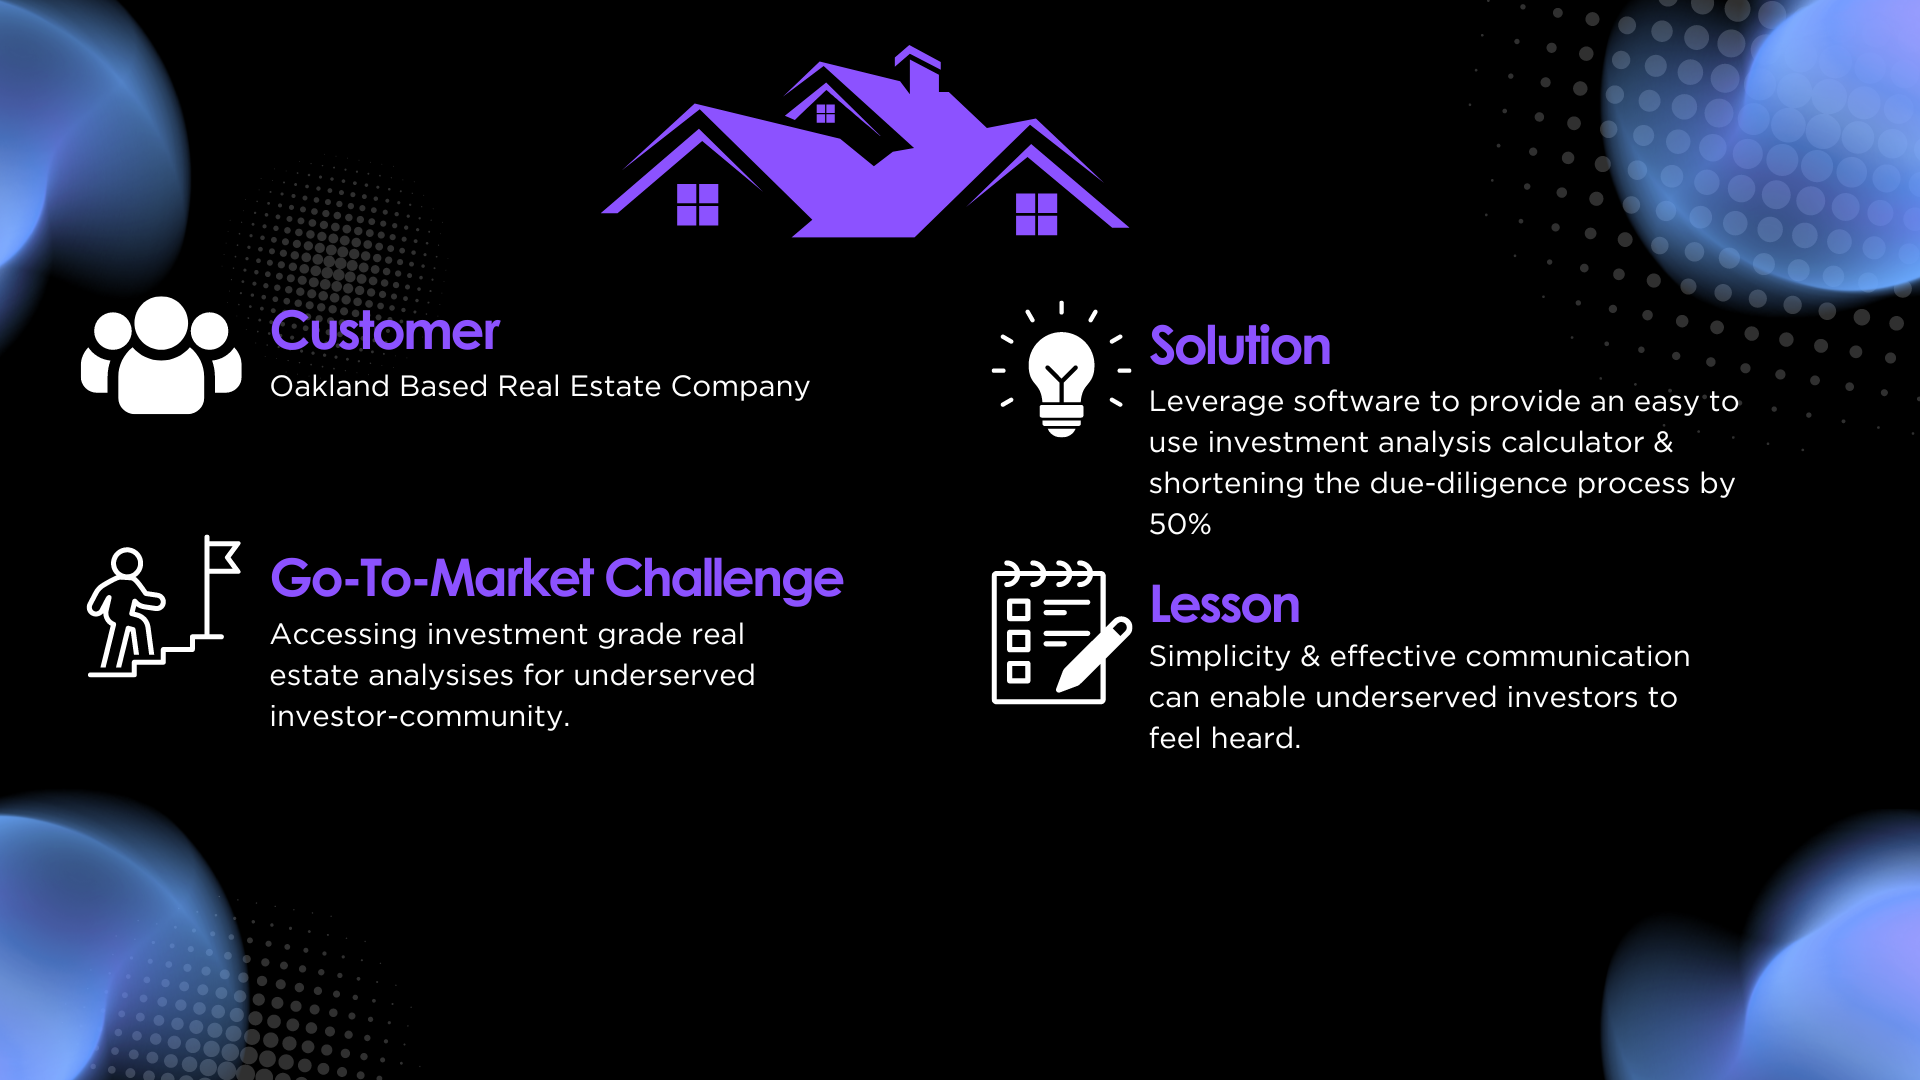 Customer
Oakland Based Real Estate Company
Go-To-Market Challenge
Accessing investment grade real
estate analysises for underserved
investor-community.
Solution
Leverage software to provide an easy to
use investment analysis calculator &
shortening the due-diligence process by
50%
Lesson
Simplicity & effective communication
can enable underserved investors to
feel heard.